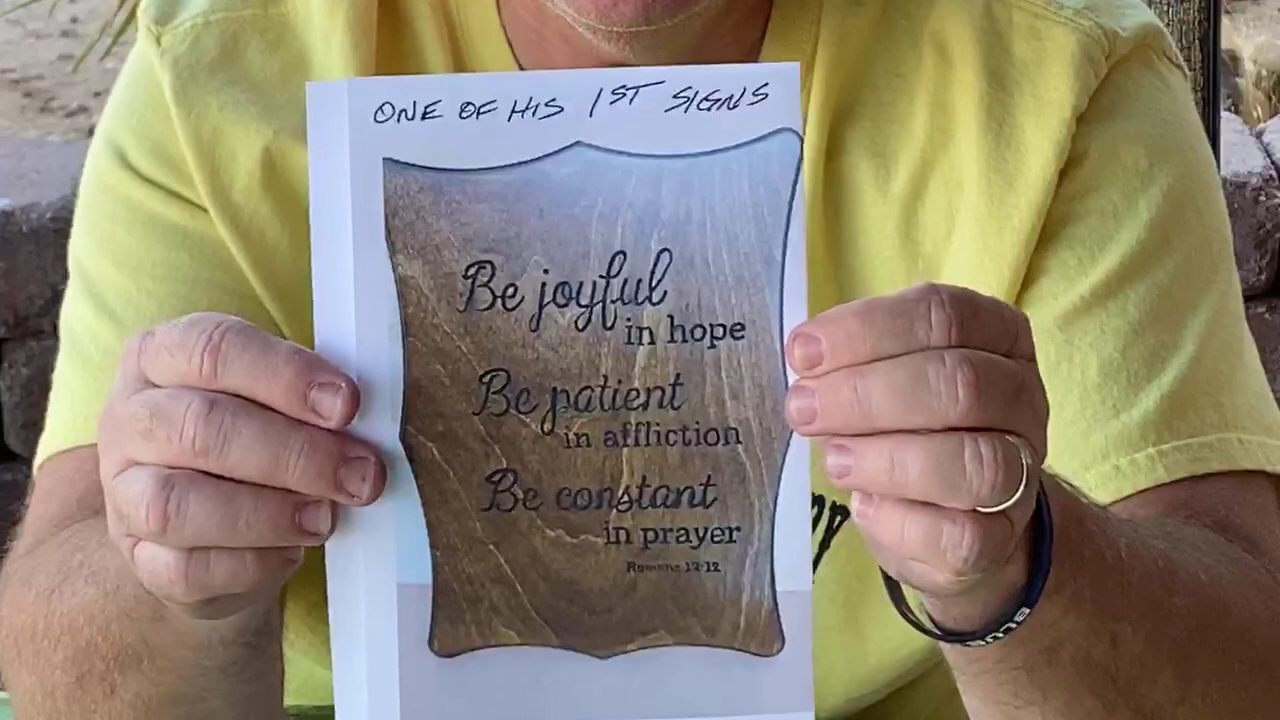 ONE OF HIS 1ST SIGNS
Be joyful
in hope
Be patient
in affliction
Be constant
in prayer
Romans 12:12